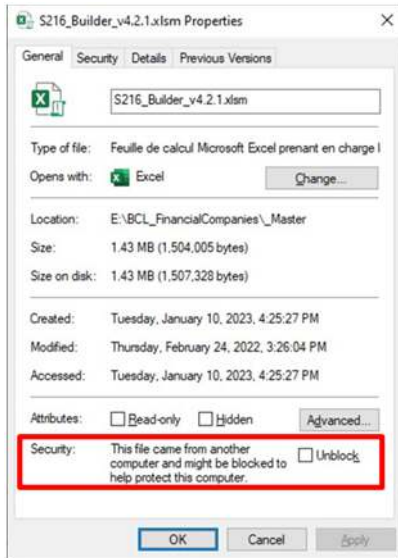 S216_Builder_v4.2.1.xlsm Properties
General Security Details Previous Versions
S216_Builder_v4.2.1.xlsm
Type of file: Feuille de calcul Microsoft Excel prenant en charge l
Opens with: Excel Change...
Location: E:\BCL_FinancialCompanies\_Master
Size: 1.43 MB (1,504,005 bytes)
Size on disk: 1.43 MB (1,507,328 bytes)
Created: Tuesday, January 10, 2023, 4:25:27 PM
Modified: Thursday, February 24, 2022, 3:26:04 PM
Accessed: Tuesday, January 10, 2023, 4:25:27 PM
Attributes: Read-only Hidden Advanced...
Security: This file came from another
computer and might be blocked to
help protect this computer.
Unblock
OK Cancel Apply